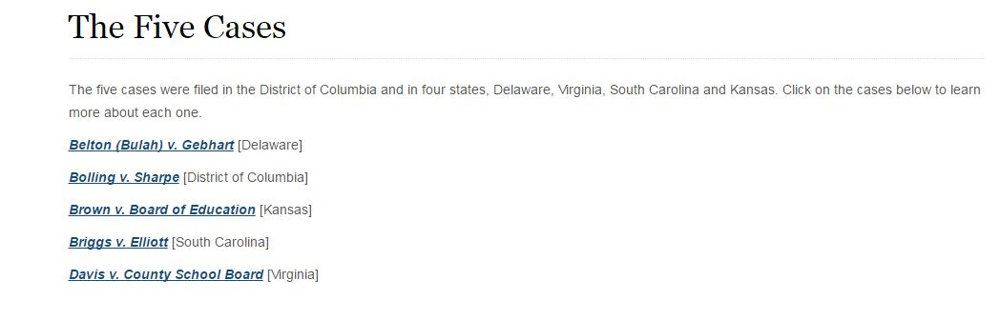 The Five Cases
The five cases were filed in the District of Columbia and in four states, Delaware, Virginia, South Carolina and Kansas. Click on the cases below to learn
more about each one.
Belton (Bulah) v. Gebhart [Delaware]
Bolling v. Sharpe [District of Columbia]
Brown v. Board of Education [Kansas]
Briggs v. Elliott [South Carolina]
Davis v. County School Board [Virginia]